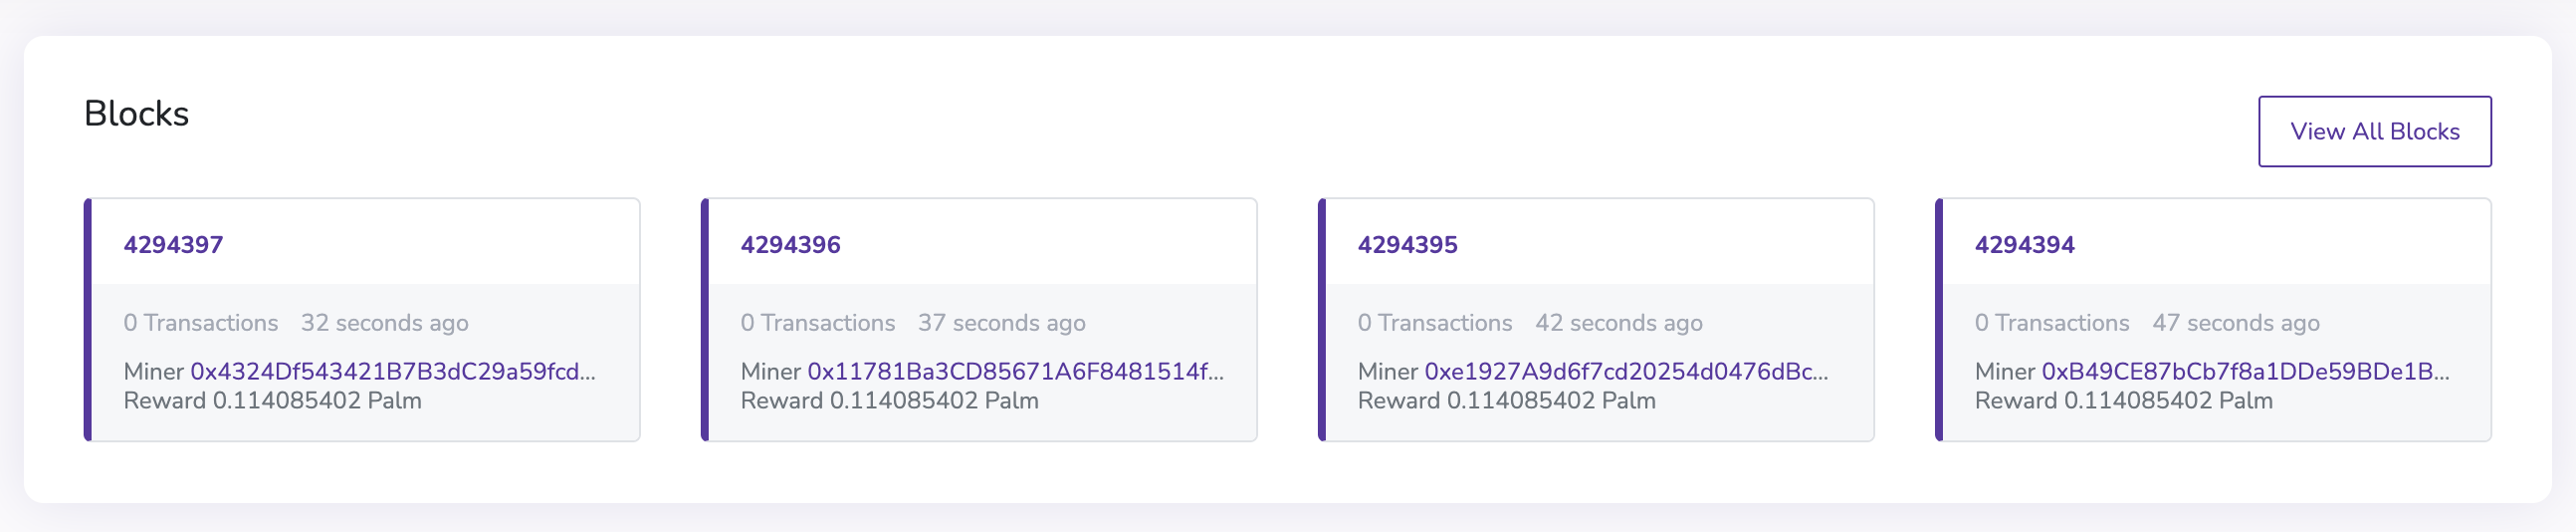 Blocks
View All Blocks
4294397
0 Transactions 32 seconds ago
Miner 0x4324Df543421B7B3dC29a59fcd...
Reward 0.114085402 Palm
4294396
0 Transactions 37 seconds ago
Miner 0x11781Ba3CD85671A6F8481514f...
Reward 0.114085402 Palm
4294395
0 Transactions 42 seconds ago
Miner 0xe1927A9d6f7cd20254d0476dBc...
Reward 0.114085402 Palm
4294394
0 Transactions 47 seconds ago
Miner 0xB49CE87bCb7f8a1DDe59BDe1B...
Reward 0.114085402 Palm